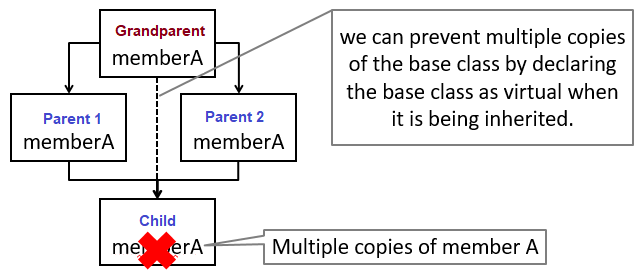 Grandparent
memberA
we can prevent multiple copies
of the base class by declaring
the base class as virtual when
it is being inherited.
Parent 1
memberA
Parent 2
memberA
Child
memberA
Multiple copies of member A